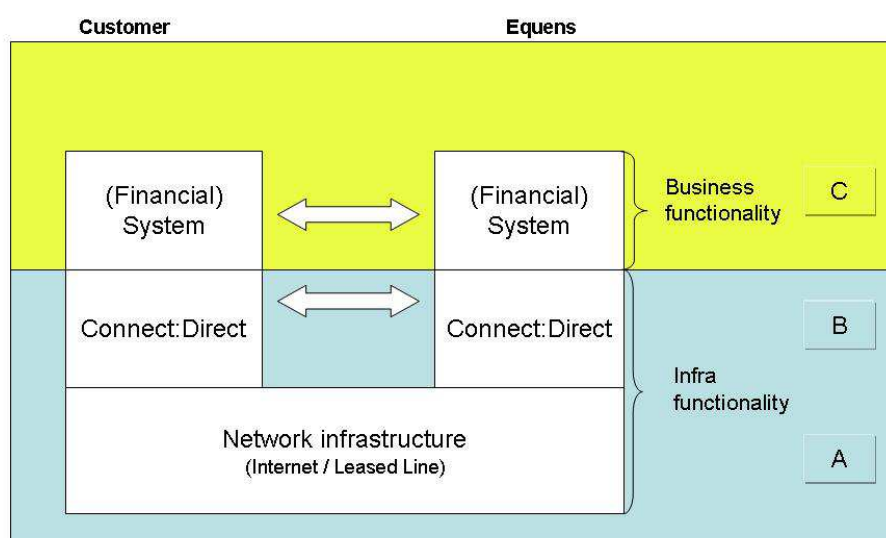 Customer
Equens
(Financial)
System
(Financial)
System
Business
functionality
C
Connect:Direct
Connect:Direct
B
Infra
functionality
Network infrastructure
(Internet / Leased Line)
A